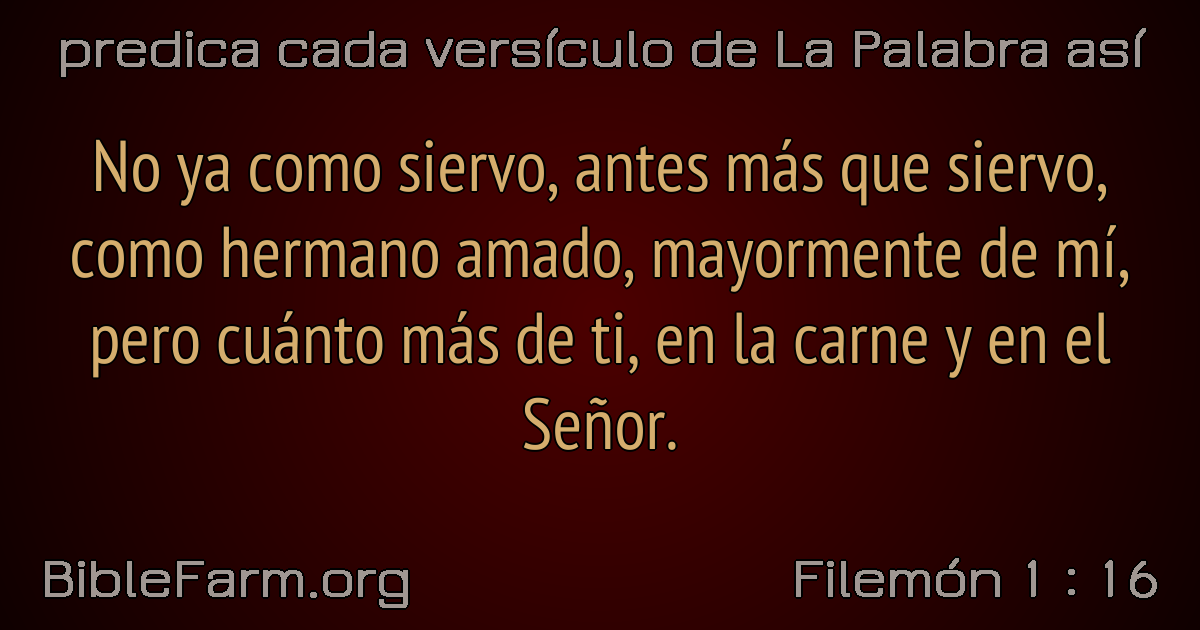 predica cada versículo de La Palabra así
No ya como siervo, antes más que siervo,
como hermano amado, mayormente de mí,
pero cuánto más de ti, en la carne y en el
Señor.
BibleFarm.org
Filemón 1 : 16